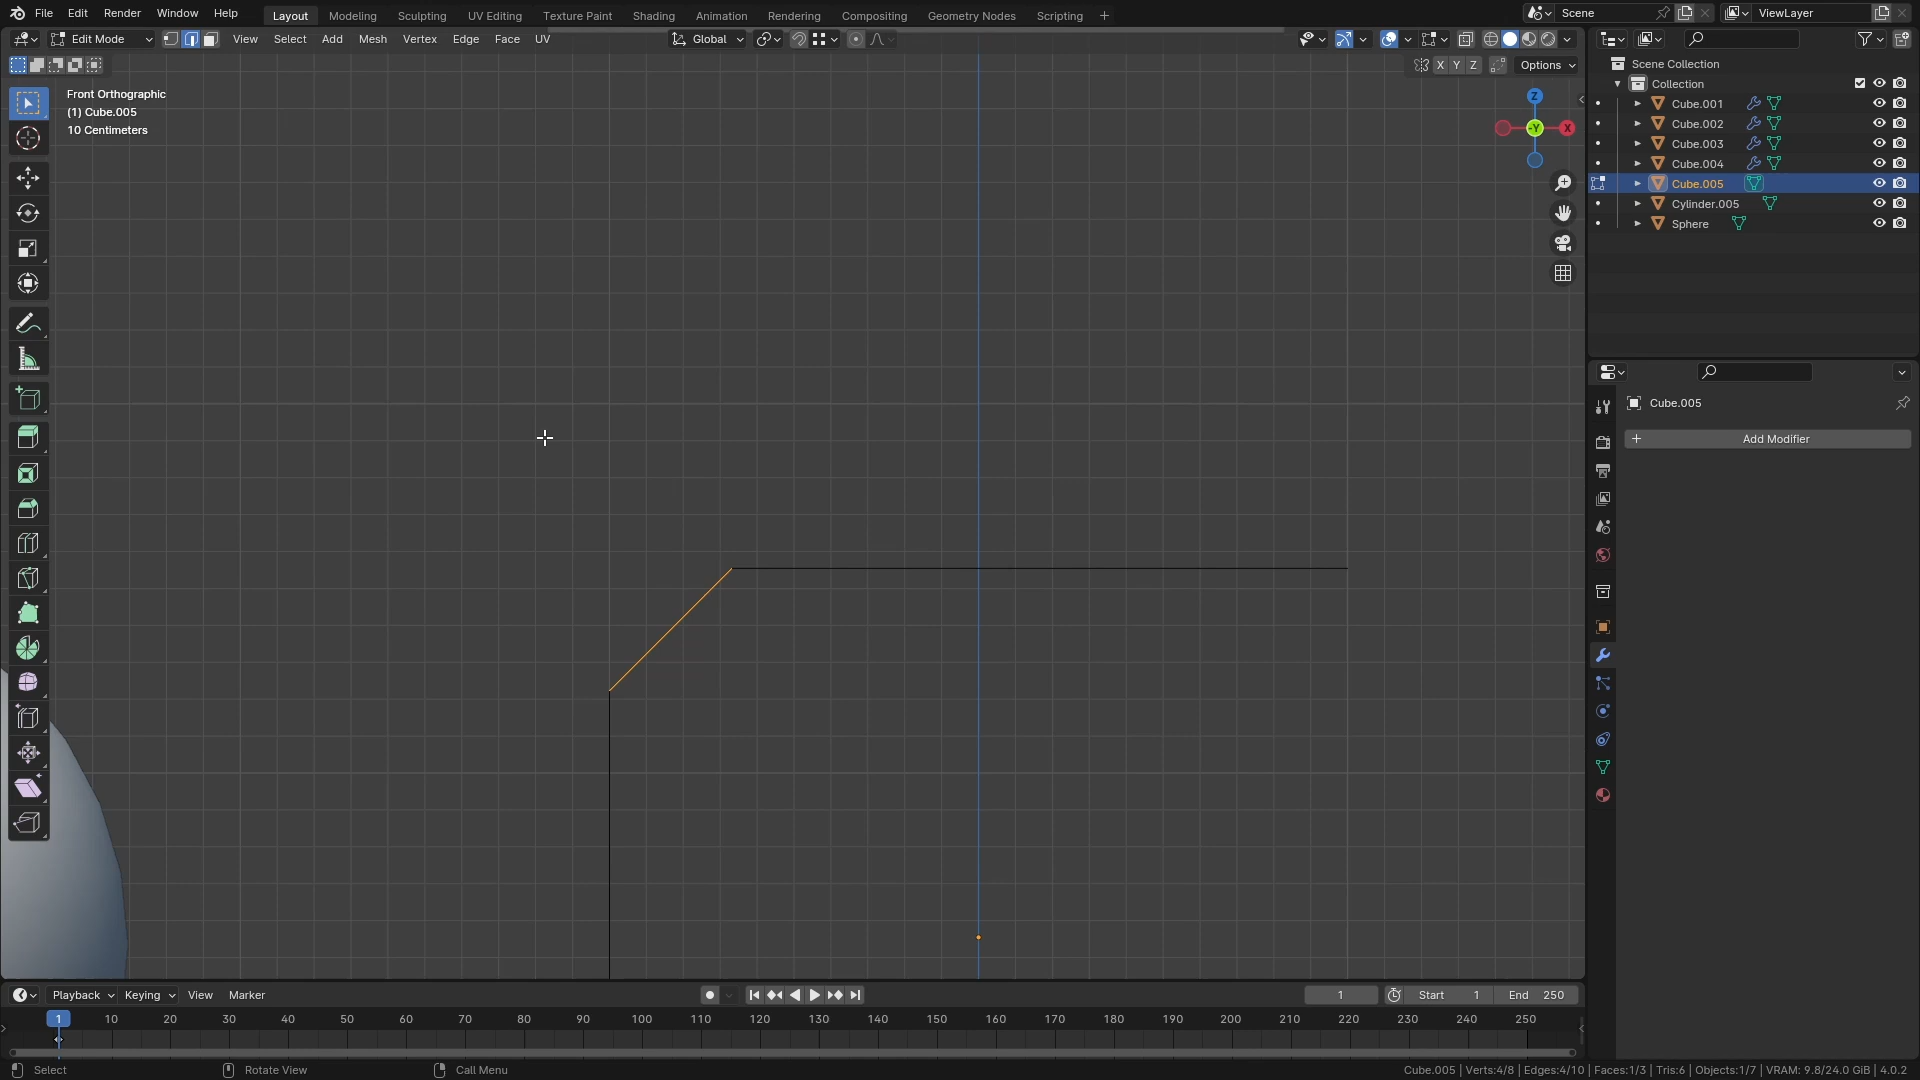 File Edit Render Window Help Layout Modeling Sculpting UV Editing Texture Paint Shading Animation Rendering Compositing Geometry Nodes Scripting + Scene ViewLayer
Edit Mode View Select Add Mesh Vertex Edge Face UV Global
X Y Z Options
Front Orthographic
(1) Cube.005
10 Centimeters
Z
-Y X
Scene Collection
Collection
Cube.001
Cube.002
Cube.003
Cube.004
Cube.005
Cylinder.005
Sphere
Cube.005
+ Add Modifier
Playback Keying View Marker 1 Start 1 End 250
1 10 20 30 40 50 60 70 80 90 100 110 120 130 140 150 160 170 180 190 200 210 220 230 240 250
Select Rotate View Call Menu Cube.005 | Verts:4/8 | Edges:4/10 | Faces:1/3 | Tris:6 | Objects:1/7 | VRAM: 9.8/24.0 GiB | 4.0.2